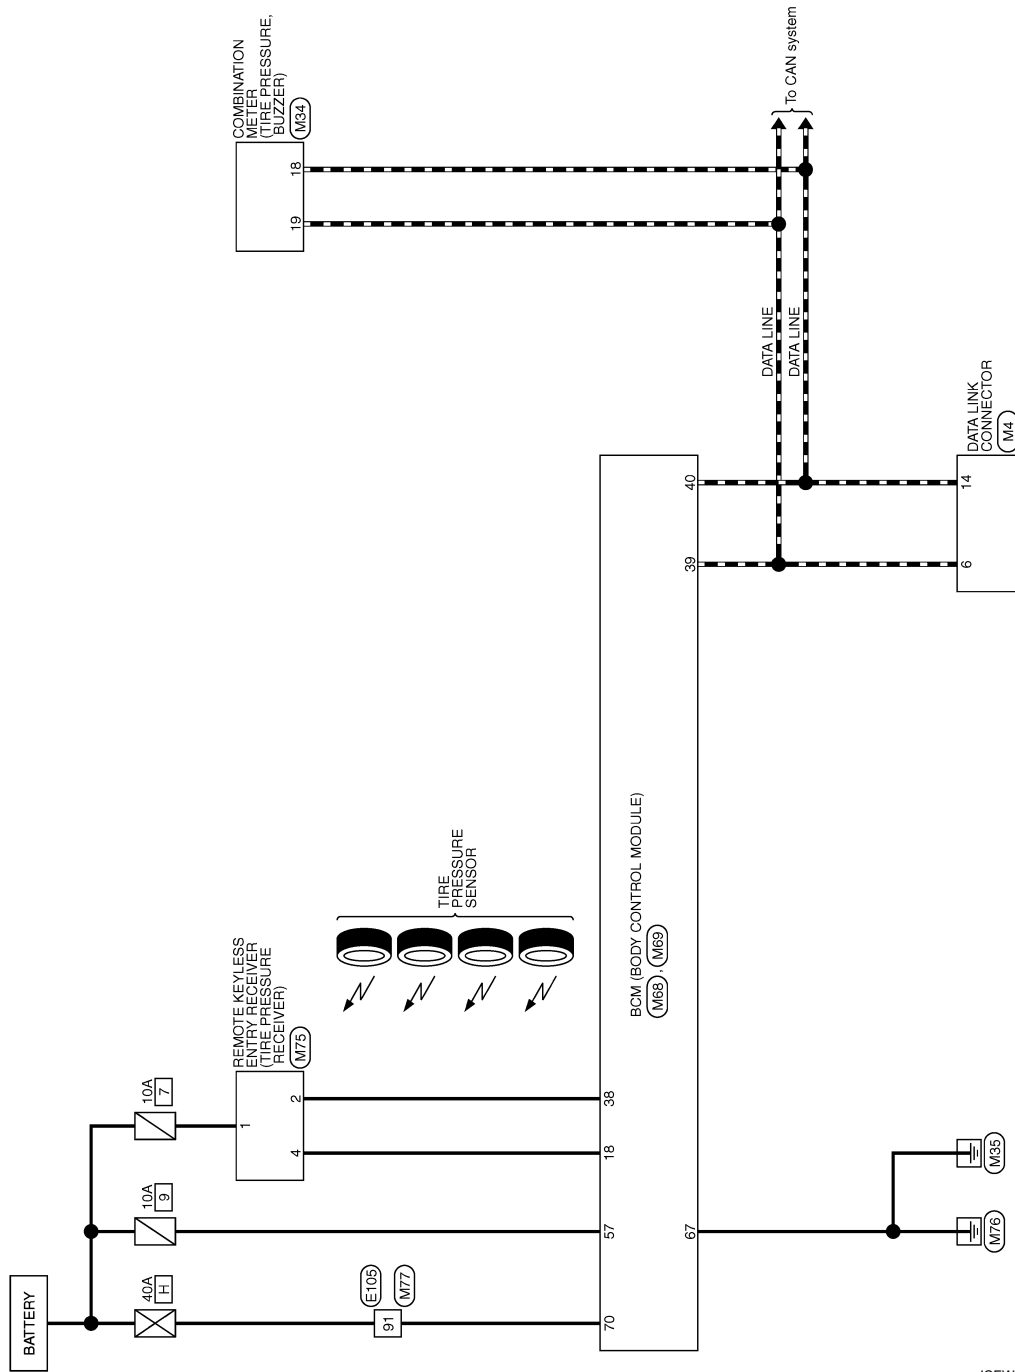 BATTERY
40A
H
10A
9
10A
7
REMOTE KEYLESS
ENTRY RECEIVER
(TIRE PRESSURE
RECEIVER)
M75
1
4
2
COMBINATION
METER
(TIRE PRESSURE,
BUZZER)
M34
19
18
E105
91
M77
TIRE
PRESSURE
SENSOR
70
57
18
38
BCM (BODY CONTROL MODULE)
M68 , M69
67
39
40
DATA LINE
DATA LINE
To CAN system
6
14
DATA LINK
CONNECTOR
M4
M76
M35